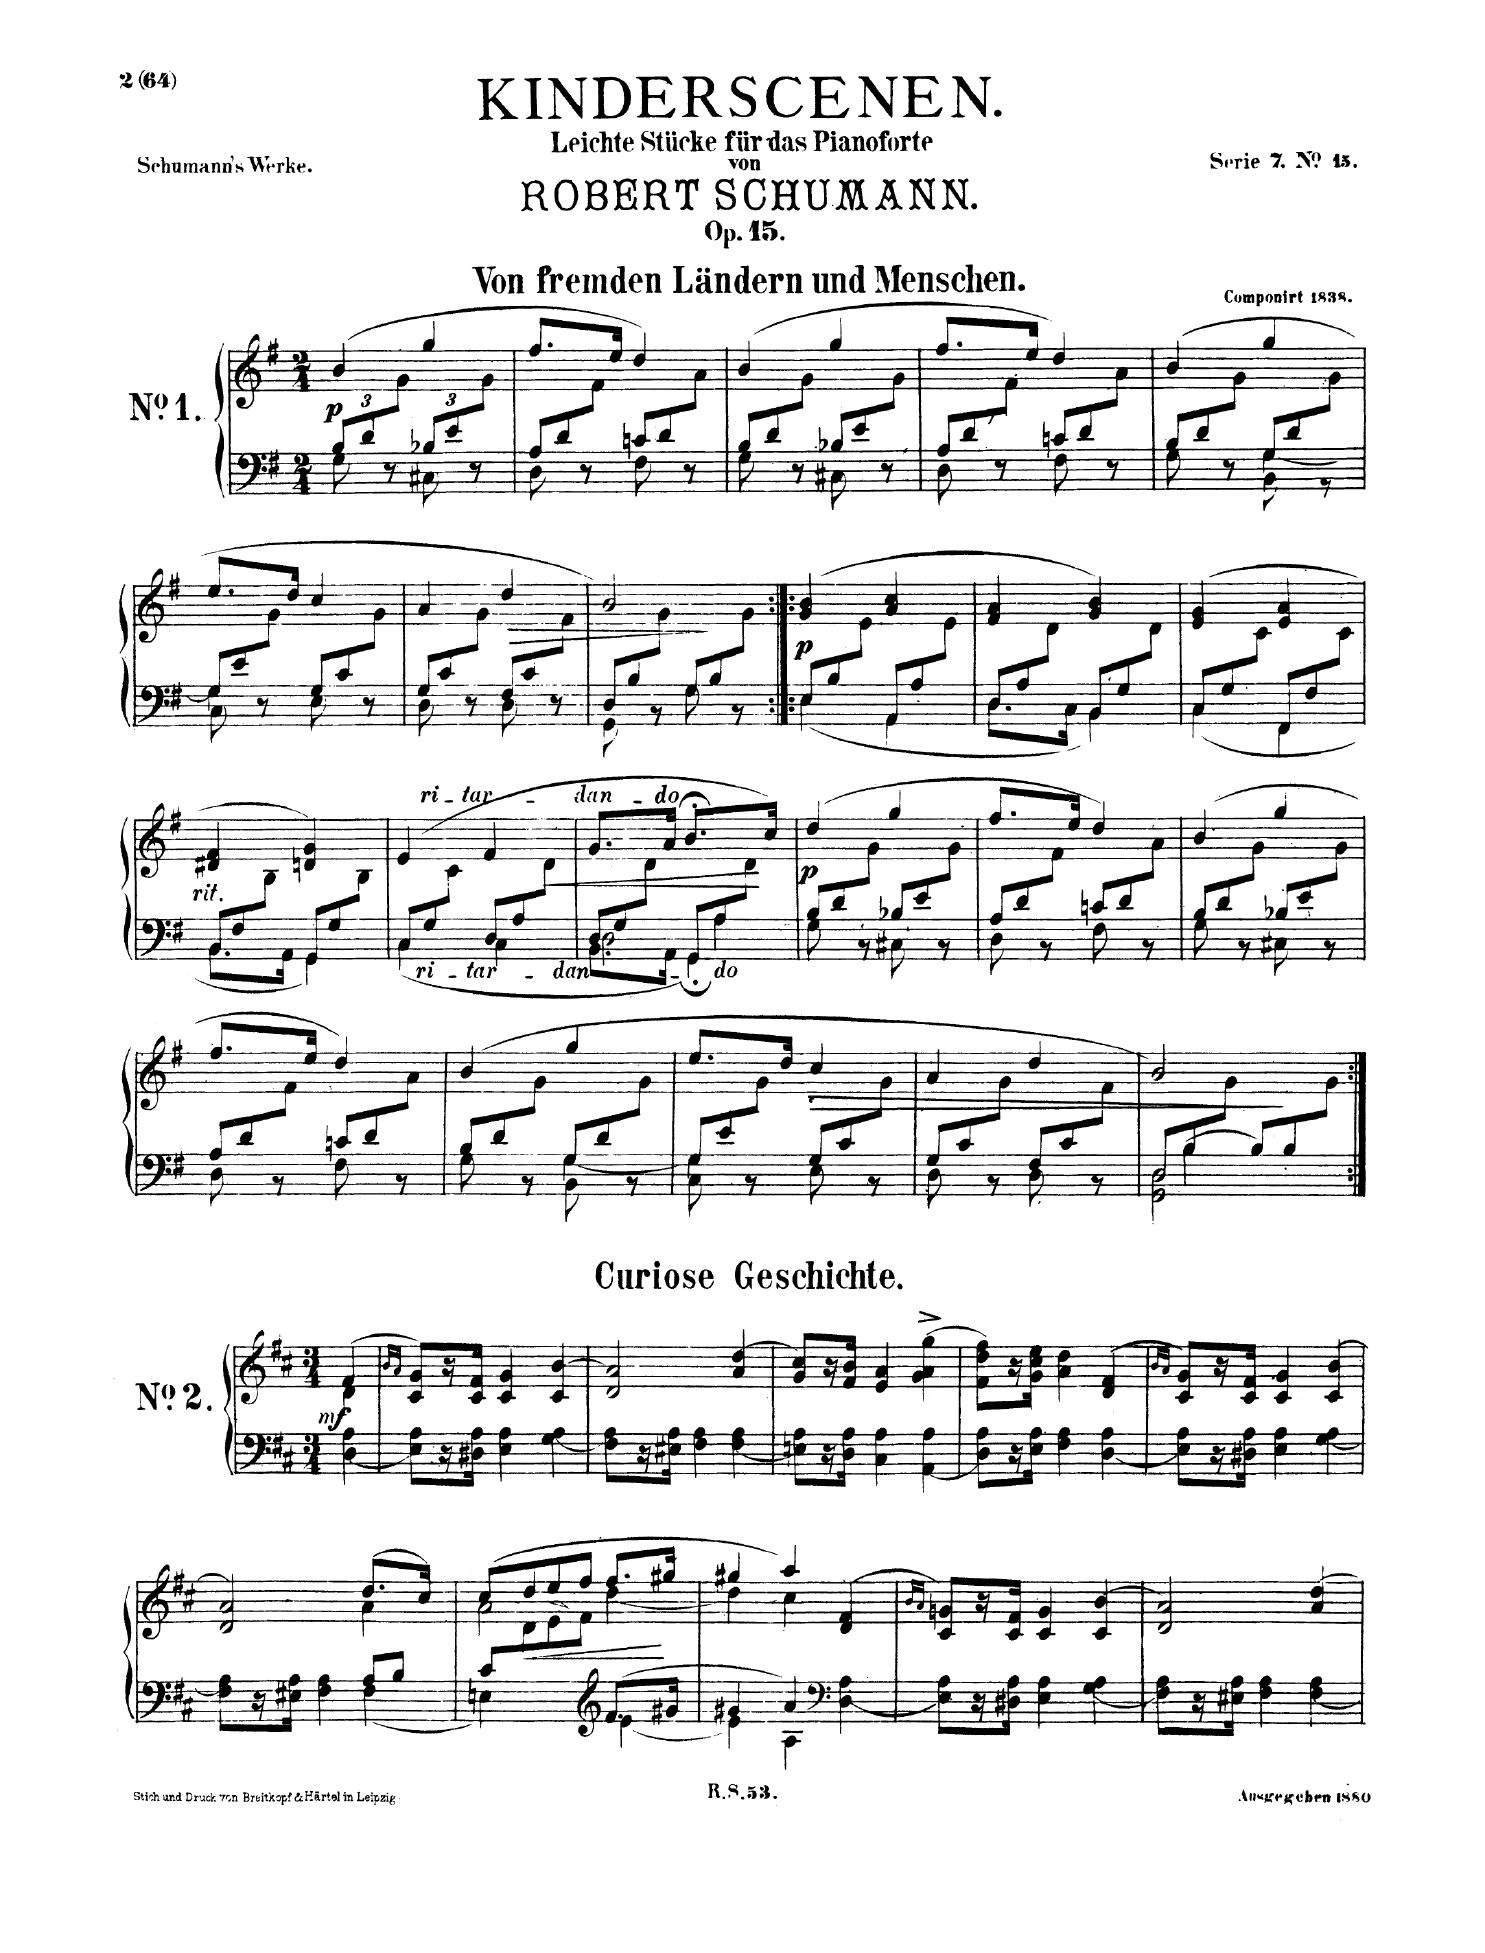 2 (64)
KINDERSCENEN.
Leichte Stücke für das Pianoforte
von
Schumann's Werke.
Serie 7. No. 15.
ROBERT SCHUMANN.
Op. 15.
Von fremden Ländern und Menschen.
Componirt 1838.
No. 1.
p
3
3
p
ri - tar - dan - do
rit.
p
ri - tar - dan - do
Curiose Geschichte.
No. 2.
mf
Stich und Druck von Breitkopf & Härtel in Leipzig
R.S.53.
Ausgegeben 1880